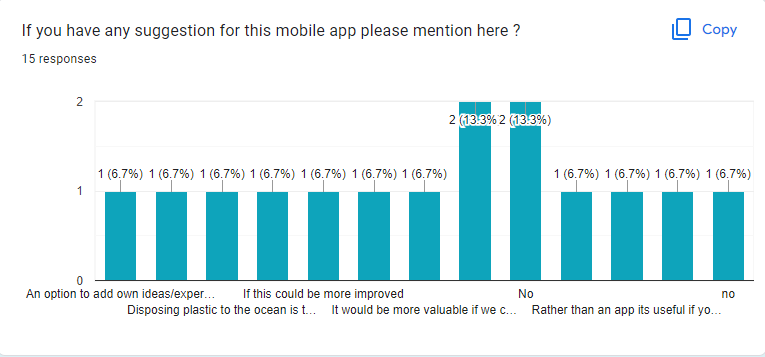 If you have any suggestion for this mobile app please mention here ?
Copy
15 responses
2
2 (13.3% 2 (13.3%)
1 (6.7%) 1 (6.7%) 1 (6.7%) 1 (6.7%) 1 (6.7%) 1 (6.7%) 1 (6.7%) 1 (6.7%) 1 (6.7%) 1 (6.7%) 1 (6.7%)
1
0
An option to add own ideas/exper... If this could be more improved No no
Disposing plastic to the ocean is t... It would be more valuable if we c... Rather than an app its useful if yo...